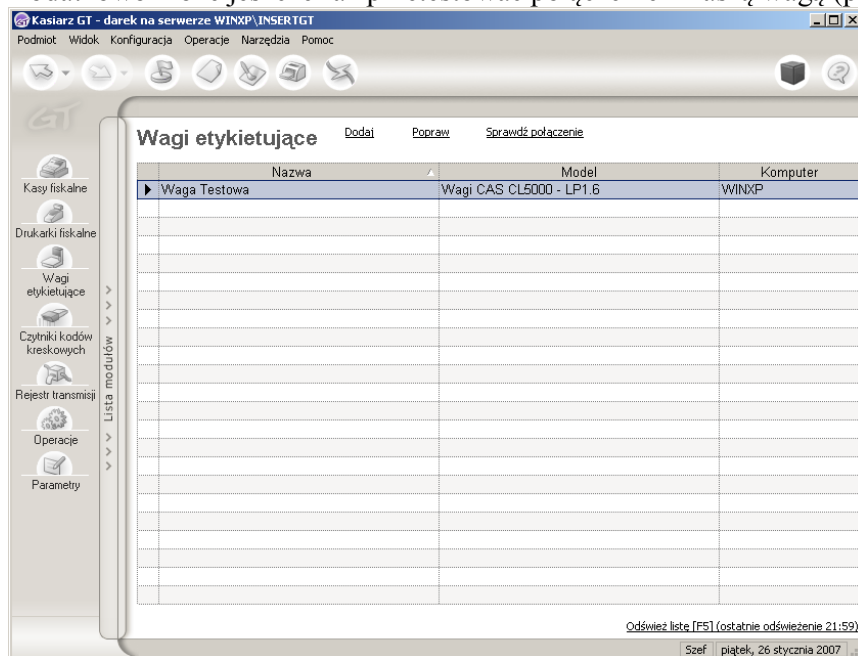 Kasiarz GT - darek na serwerze WINXP\INSERTGT
Podmiot Widok Konfiguracja Operacje Narzędzia Pomoc
GT
Wagi etykietujące Dodaj Popraw Sprawdź połączenie
Nazwa Model Komputer
Waga Testowa Wagi CAS CL5000 - LP1.6 WINXP
Kasy fiskalne
Drukarki fiskalne
Wagi
etykietujące
Czytniki kodów
kreskowych
Rejestr transmisji
Operacje
Parametry
Lista modułów
Odśwież listę [F5] (ostatnie odświeżenie 21:59)
Szef piątek, 26 stycznia 2007